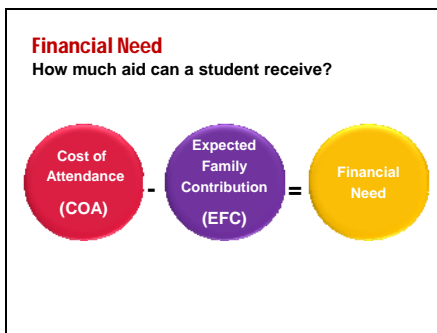 Financial Need
How much aid can a student receive?
Cost of
Attendance
(COA)
-
Expected
Family
Contribution
(EFC)
=
Financial
Need